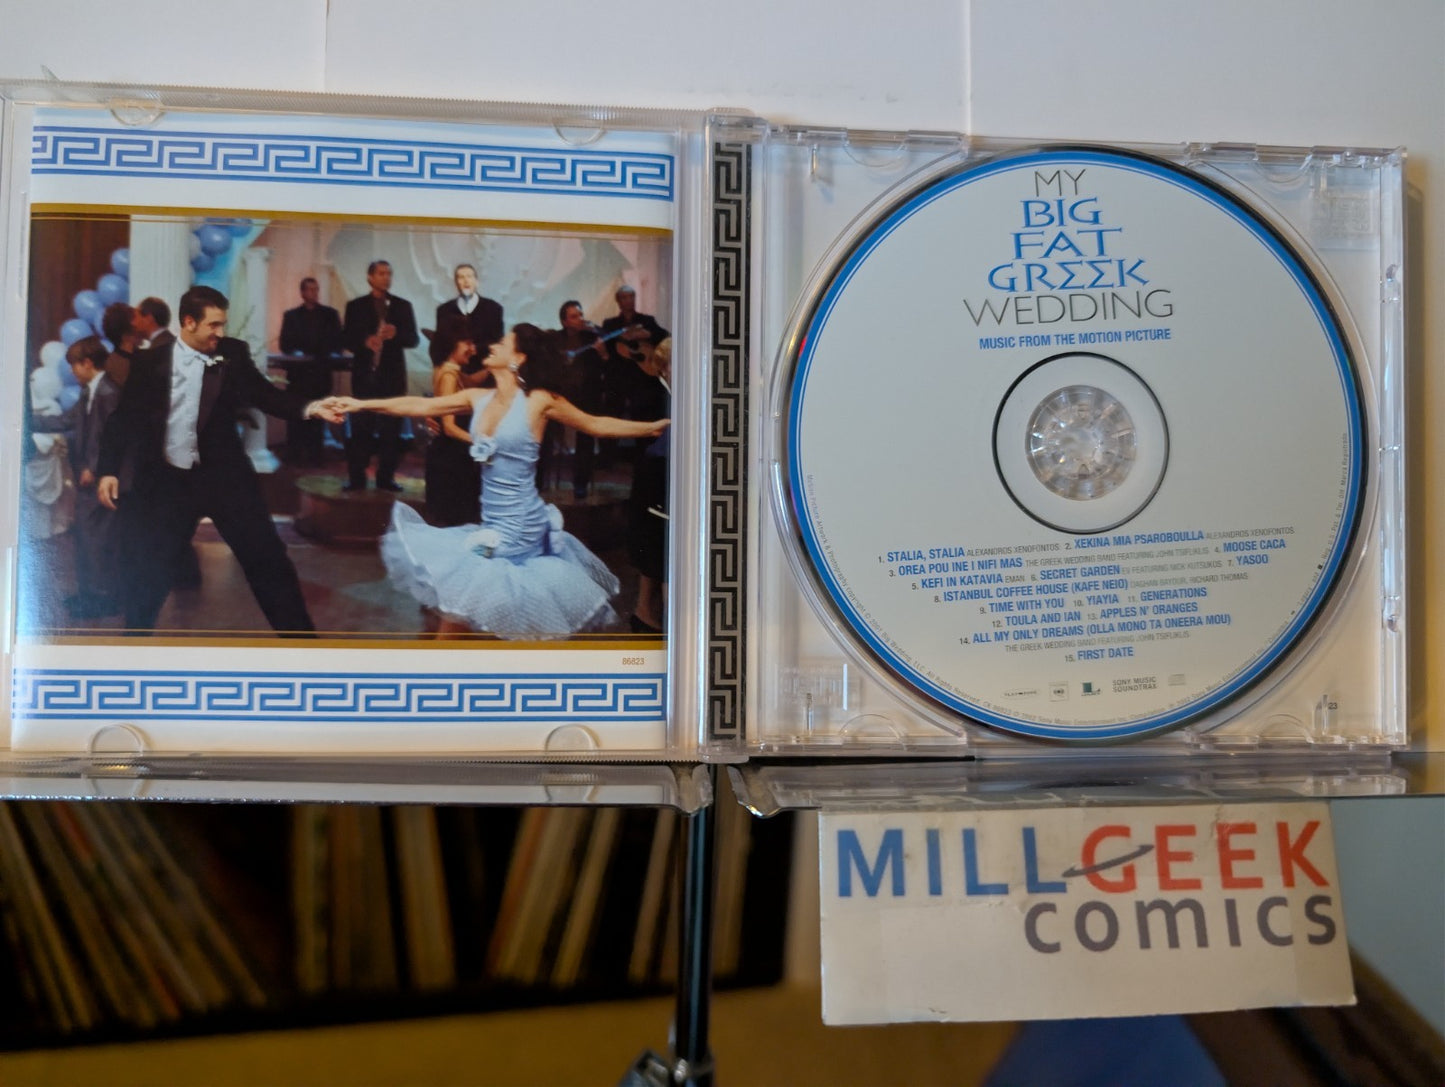 86823
MY
BIG
FAT
GRΣΣK
WEDDING
MUSIC FROM THE MOTION PICTURE
1. STALIA, STALIA ALEXANDROS XENOFONTOS 2. XEKINA MIA PSAROBOULLA ALEXANDROS XENOFONTOS
3. OREA POU INE I NIFI MAS THE GREEK WEDDING BAND FEATURING JOHN TSIFLIKLIS 4. MOOSE CACA
5. KEFI IN KATAVIA EMAN 6. SECRET GARDEN EV FEATURING NICK KUTSUKOS 7. YASOO
8. ISTANBUL COFFEE HOUSE (KAFE NEIO) DAGHAN BAYDUR, RICHARD THOMAS
9. TIME WITH YOU 10. YIAYIA 11. GENERATIONS
12. TOULA AND IAN 13. APPLES N' ORANGES
14. ALL MY ONLY DREAMS (OLLA MONO TA ONEERA MOU)
THE GREEK WEDDING BAND FEATURING JOHN TSIFLIKLIS
15. FIRST DATE
SONY MUSIC
SOUNDTRAX
MILLGEEK
comics